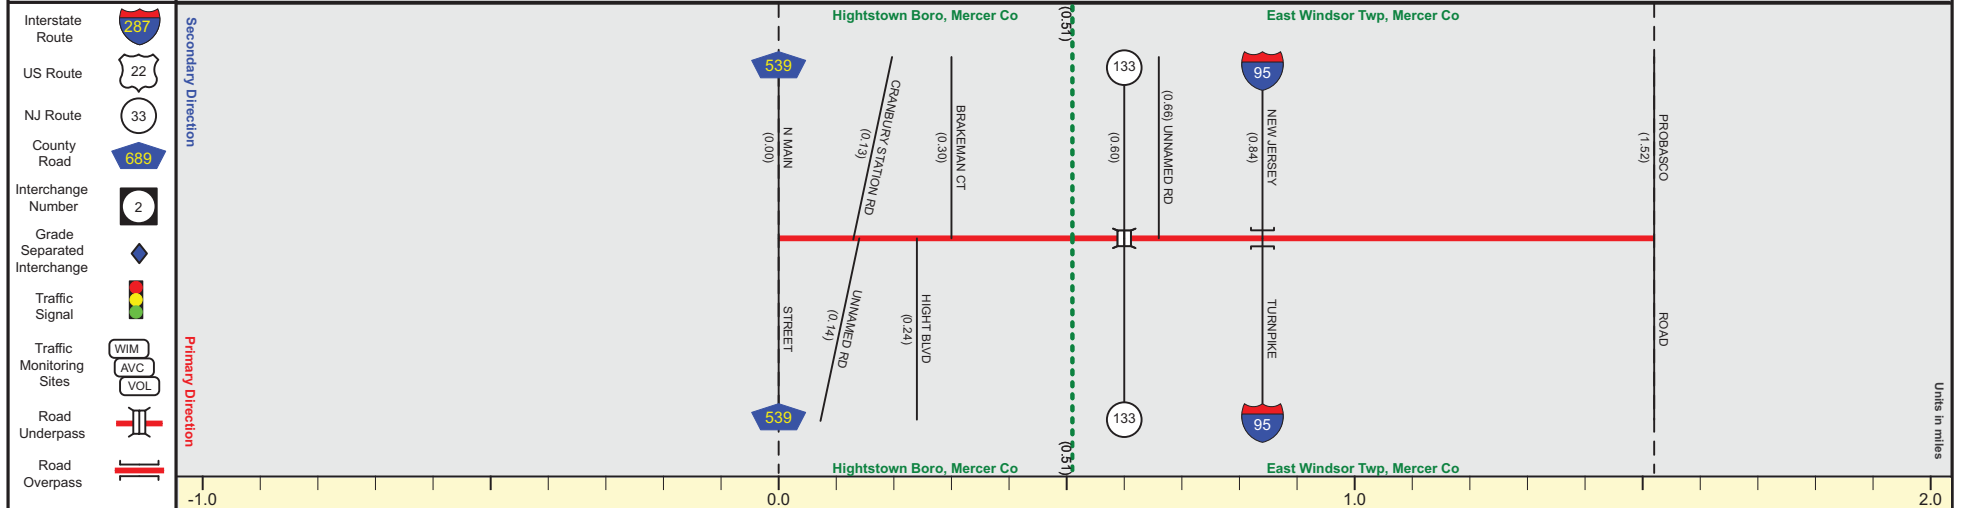 Interstate
Route
287
US Route
22
NJ Route
33
County
Road
689
Interchange
Number
2
Grade
Separated
Interchange
Traffic
Signal
Traffic
Monitoring
Sites
WIM
AVC
VOL
Road
Underpass
Road
Overpass
Secondary Direction
Primary Direction
Hightstown Boro, Mercer Co
(0.51)
East Windsor Twp, Mercer Co
539
N MAIN
(0.00)
STREET
539
CRANBURY STATION RD
(0.13)
UNNAMED RD
(0.14)
HIGHT BLVD
(0.24)
BRAKEMAN CT
(0.30)
133
(0.60)
133
(0.66) UNNAMED RD
95
NEW JERSEY
(0.84)
TURNPIKE
95
PROBASCO
(1.52)
ROAD
Hightstown Boro, Mercer Co
(0.51)
East Windsor Twp, Mercer Co
Units in miles
-1.0
0.0
1.0
2.0